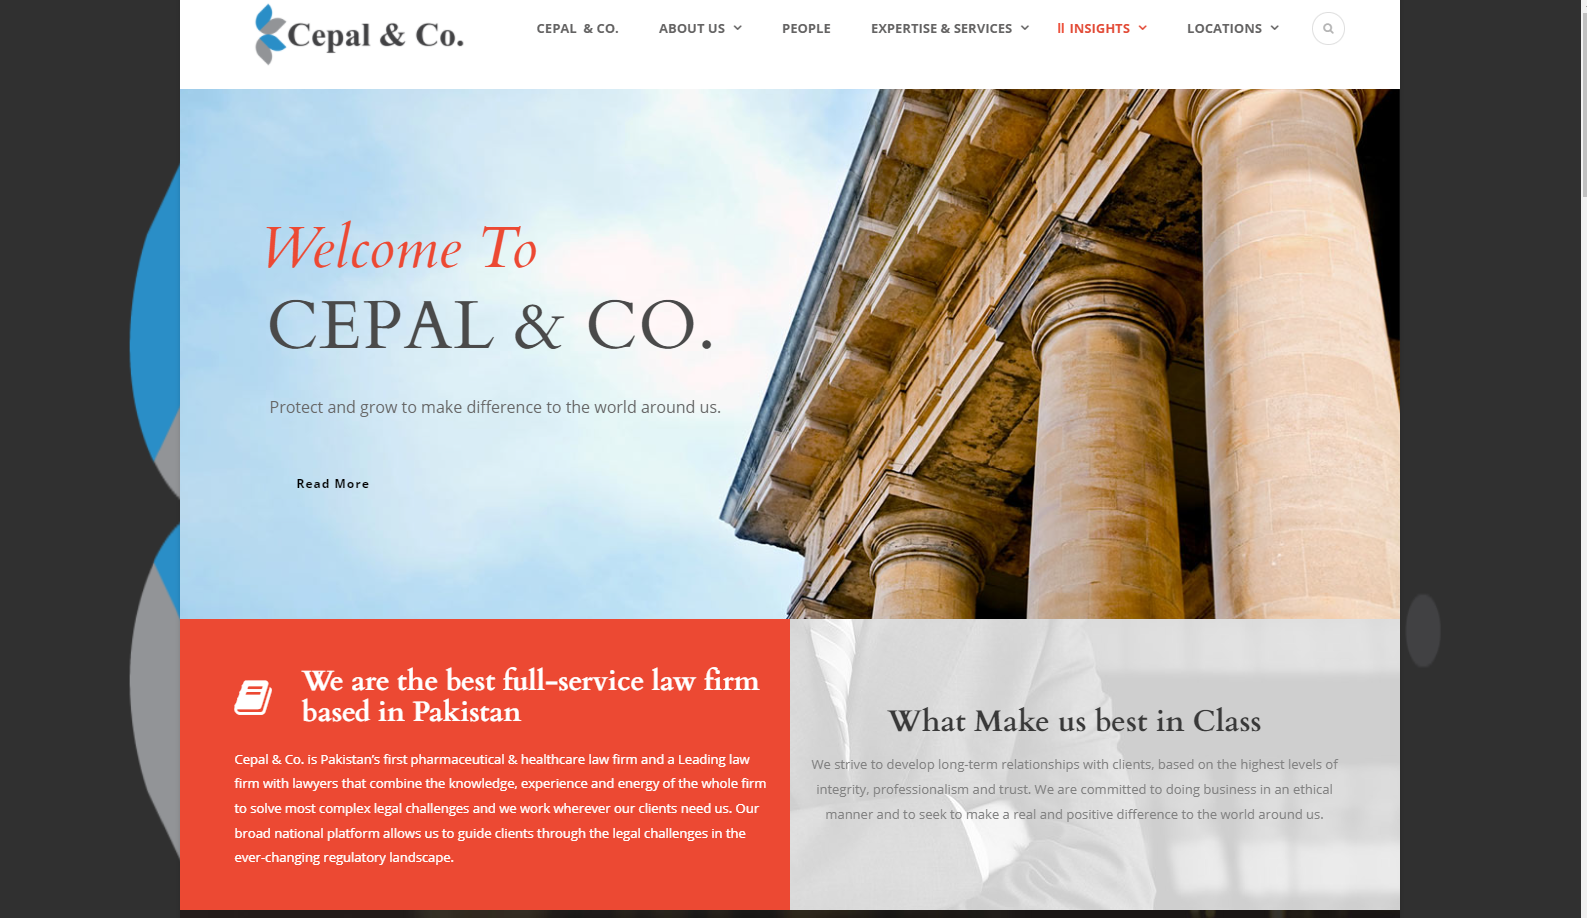 Cepal & Co.
CEPAL & CO.
ABOUT US
PEOPLE
EXPERTISE & SERVICES
INSIGHTS
LOCATIONS
Welcome To
CEPAL & CO.
Protect and grow to make difference to the world around us.
Read More
We are the best full-service law firm
based in Pakistan
Cepal & Co. is Pakistan's first pharmaceutical & healthcare law firm and a Leading law
firm with lawyers that combine the knowledge, experience and energy of the whole firm
to solve most complex legal challenges and we work wherever our clients need us. Our
broad national platform allows us to guide clients through the legal challenges in the
ever-changing regulatory landscape.
What Make us best in Class
We strive to develop long-term relationships with clients, based on the highest levels of
integrity, professionalism and trust. We are committed to doing business in an ethical
manner and to seek to make a real and positive difference to the world around us.